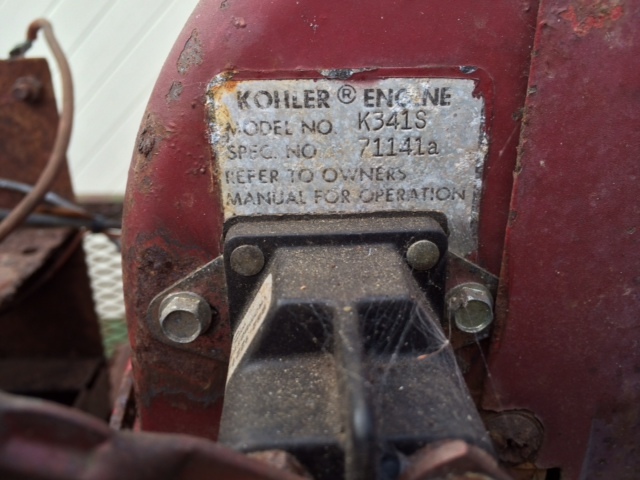 KOHLER ® ENGINE
MODEL NO. K341S
SPEC. NO 71141a
REFER TO OWNERS
MANUAL FOR OPERATION